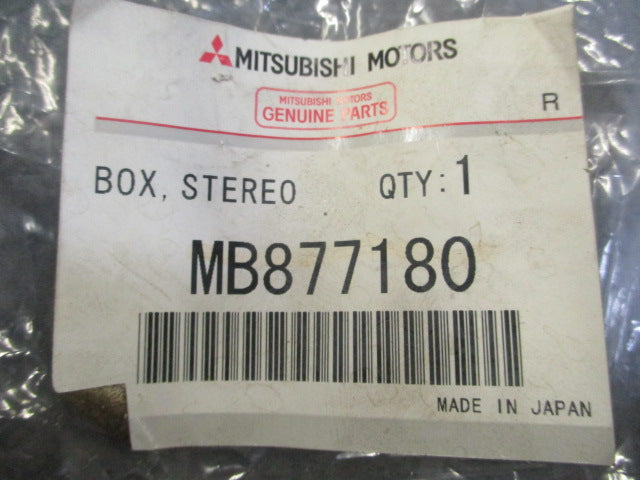 MITSUBISHI MOTORS
MITSUBISHI MOTORS
GENUINE PARTS
R
BOX, STEREO QTY: 1
MB877180
MADE IN JAPAN